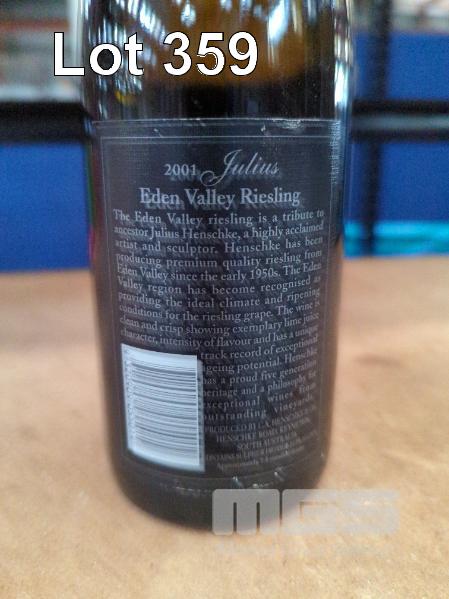 Lot 359
2001 Julius
Eden Valley Riesling
The Eden Valley riesling is a tribute to
ancestor Julius Henschke, a highly acclaimed
artist and sculptor. Henschke has been
producing premium quality riesling from
Eden Valley since the early 1950s. The Eden
Valley region has become recognised as
providing the ideal climate and ripening
conditions for the riesling grape. The wine is
clean and crisp showing exemplary lime juice
character, intensity of flavour and has a unique
track record of exceptional
ageing potential. Henschke
has a proud five generation
heritage and a philosophy for
exceptional wines from
outstanding vineyards.
PRODUCED BY C.A. HENSCHKE & CO.
HENSCHKE ROAD, KEYNETON
SOUTH AUSTRALIA
MGS